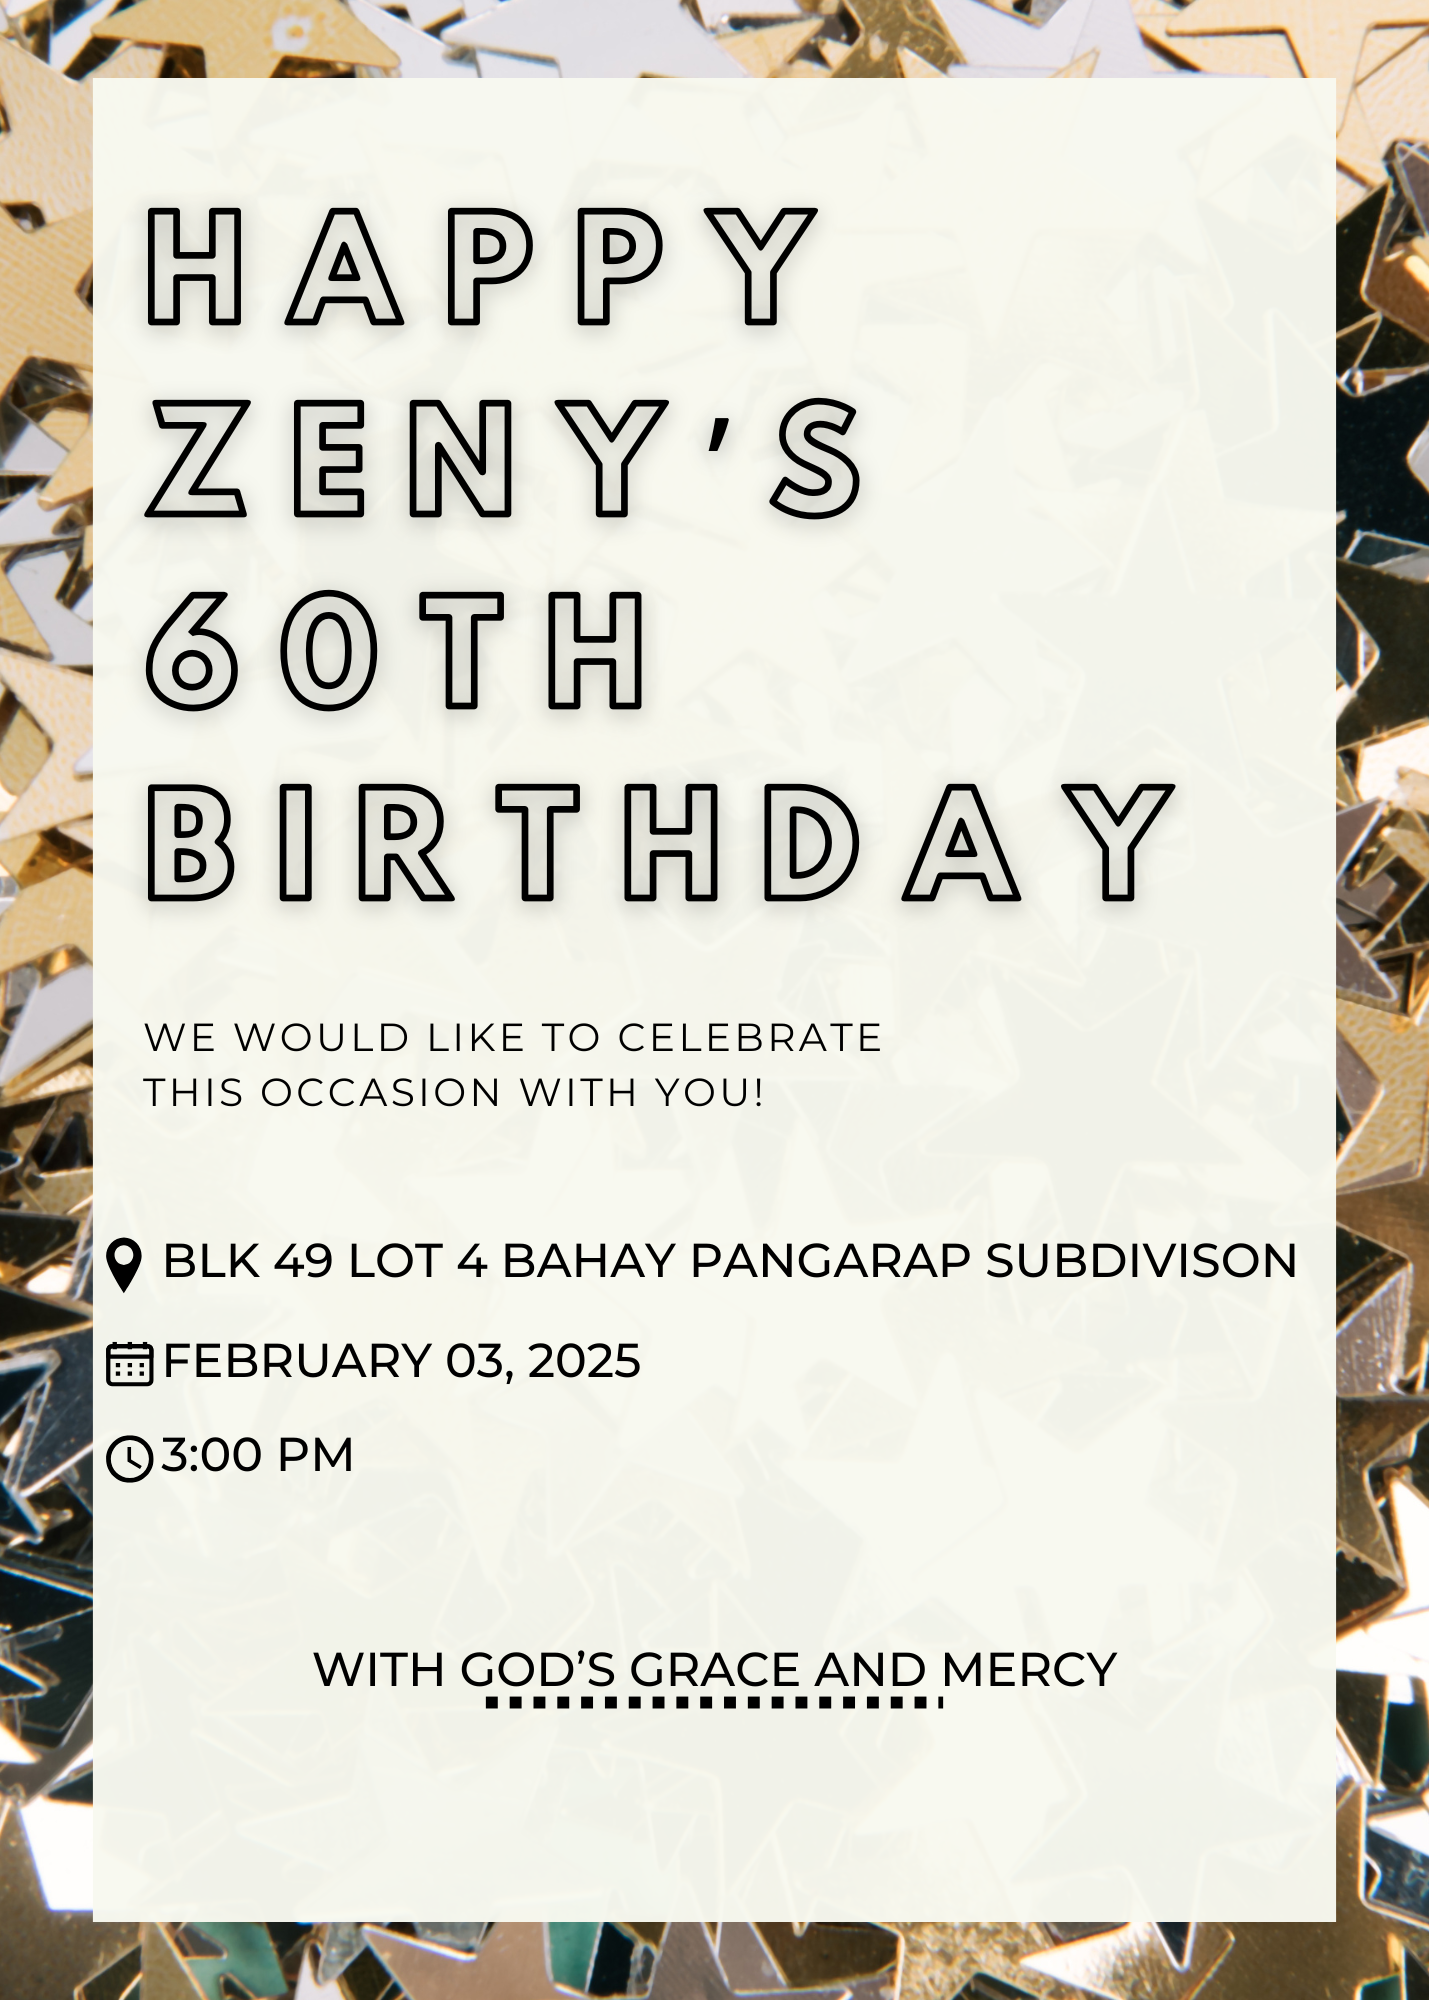 HAPPY
ZENY'S
60TH
BIRTHDAY
WE WOULD LIKE TO CELEBRATE
THIS OCCASION WITH YOU!
BLK 49 LOT 4 BAHAY PANGARAP SUBDIVISON
FEBRUARY 03, 2025
3:00 PM
WITH GOD'S GRACE AND MERCY